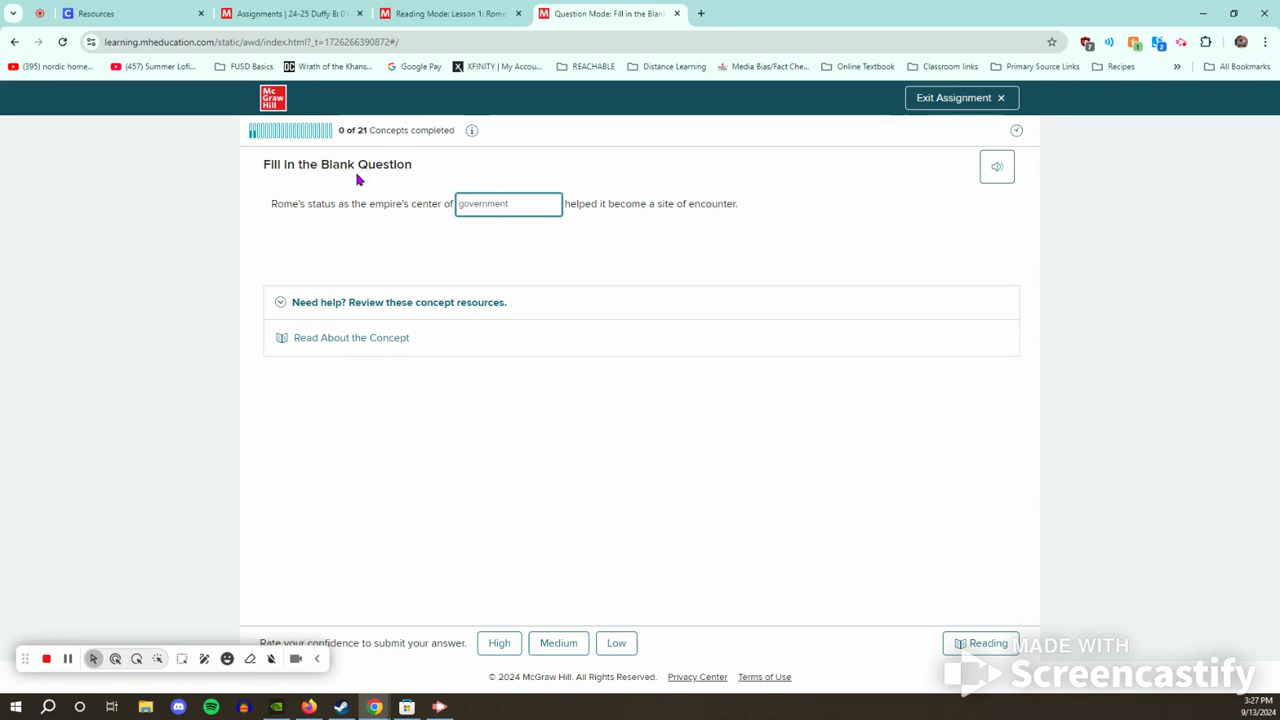 Resources
Assignments | 24-25 Duffy B: 01
Reading Mode: Lesson 1: Rome
Question Mode: Fill in the Blan
learning.mheducation.com/static/awd/index.html?_t=1726266390872#/
(395) nordic home...
(457) Summer Lofi...
FUSD Basics
Wrath of the Khans...
Google Pay
XFINITY | My Accou...
REACHABLE
Distance Learning
Media Bias/Fact Che...
Online Textbook
Classroom links
Primary Source Links
Recipes
»
All Bookmarks
Mc Graw Hill
Exit Assignment ×
0 of 21 Concepts completed
Fill in the Blank Question
Rome's status as the empire's center of government helped it become a site of encounter.
Need help? Review these concept resources.
Read About the Concept
Rate your confidence to submit your answer.
High
Medium
Low
Reading
MADE WITH
Screencastify
© 2024 McGraw Hill. All Rights Reserved.
Privacy Center
Terms of Use
3:27 PM
9/13/2024